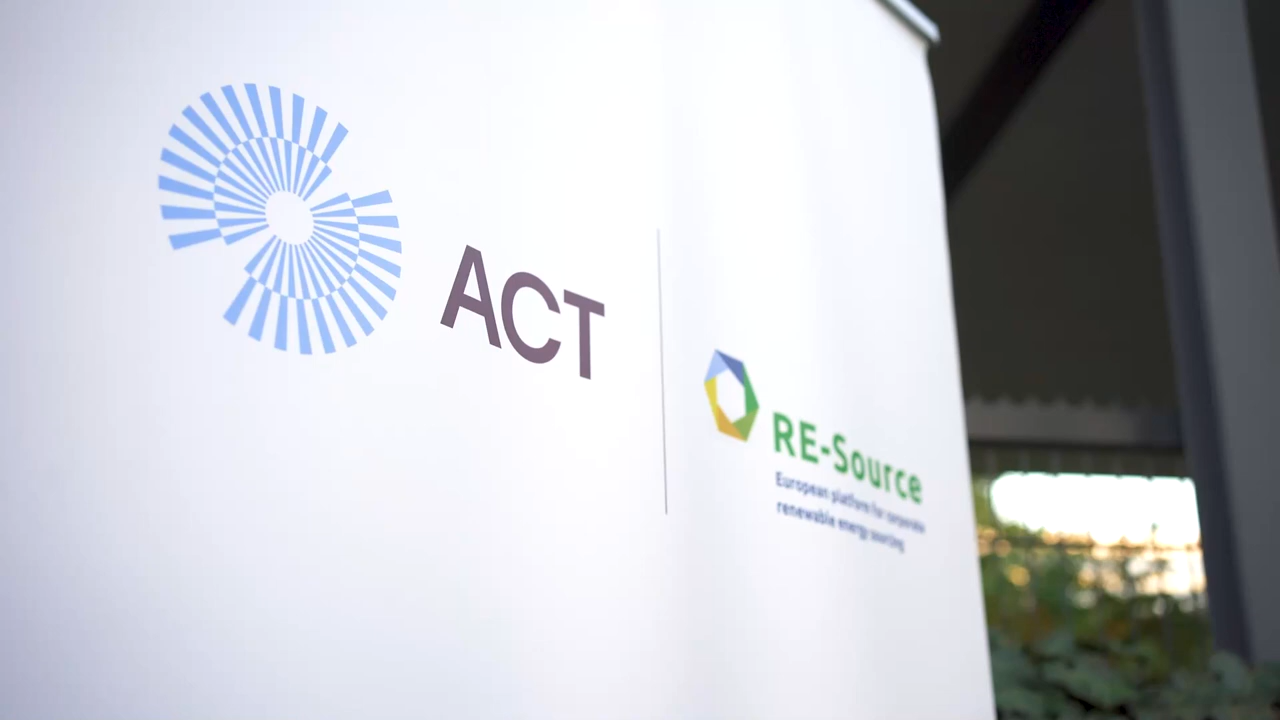 ACT
RE-Source
European platform for corporate
renewable energy sourcing